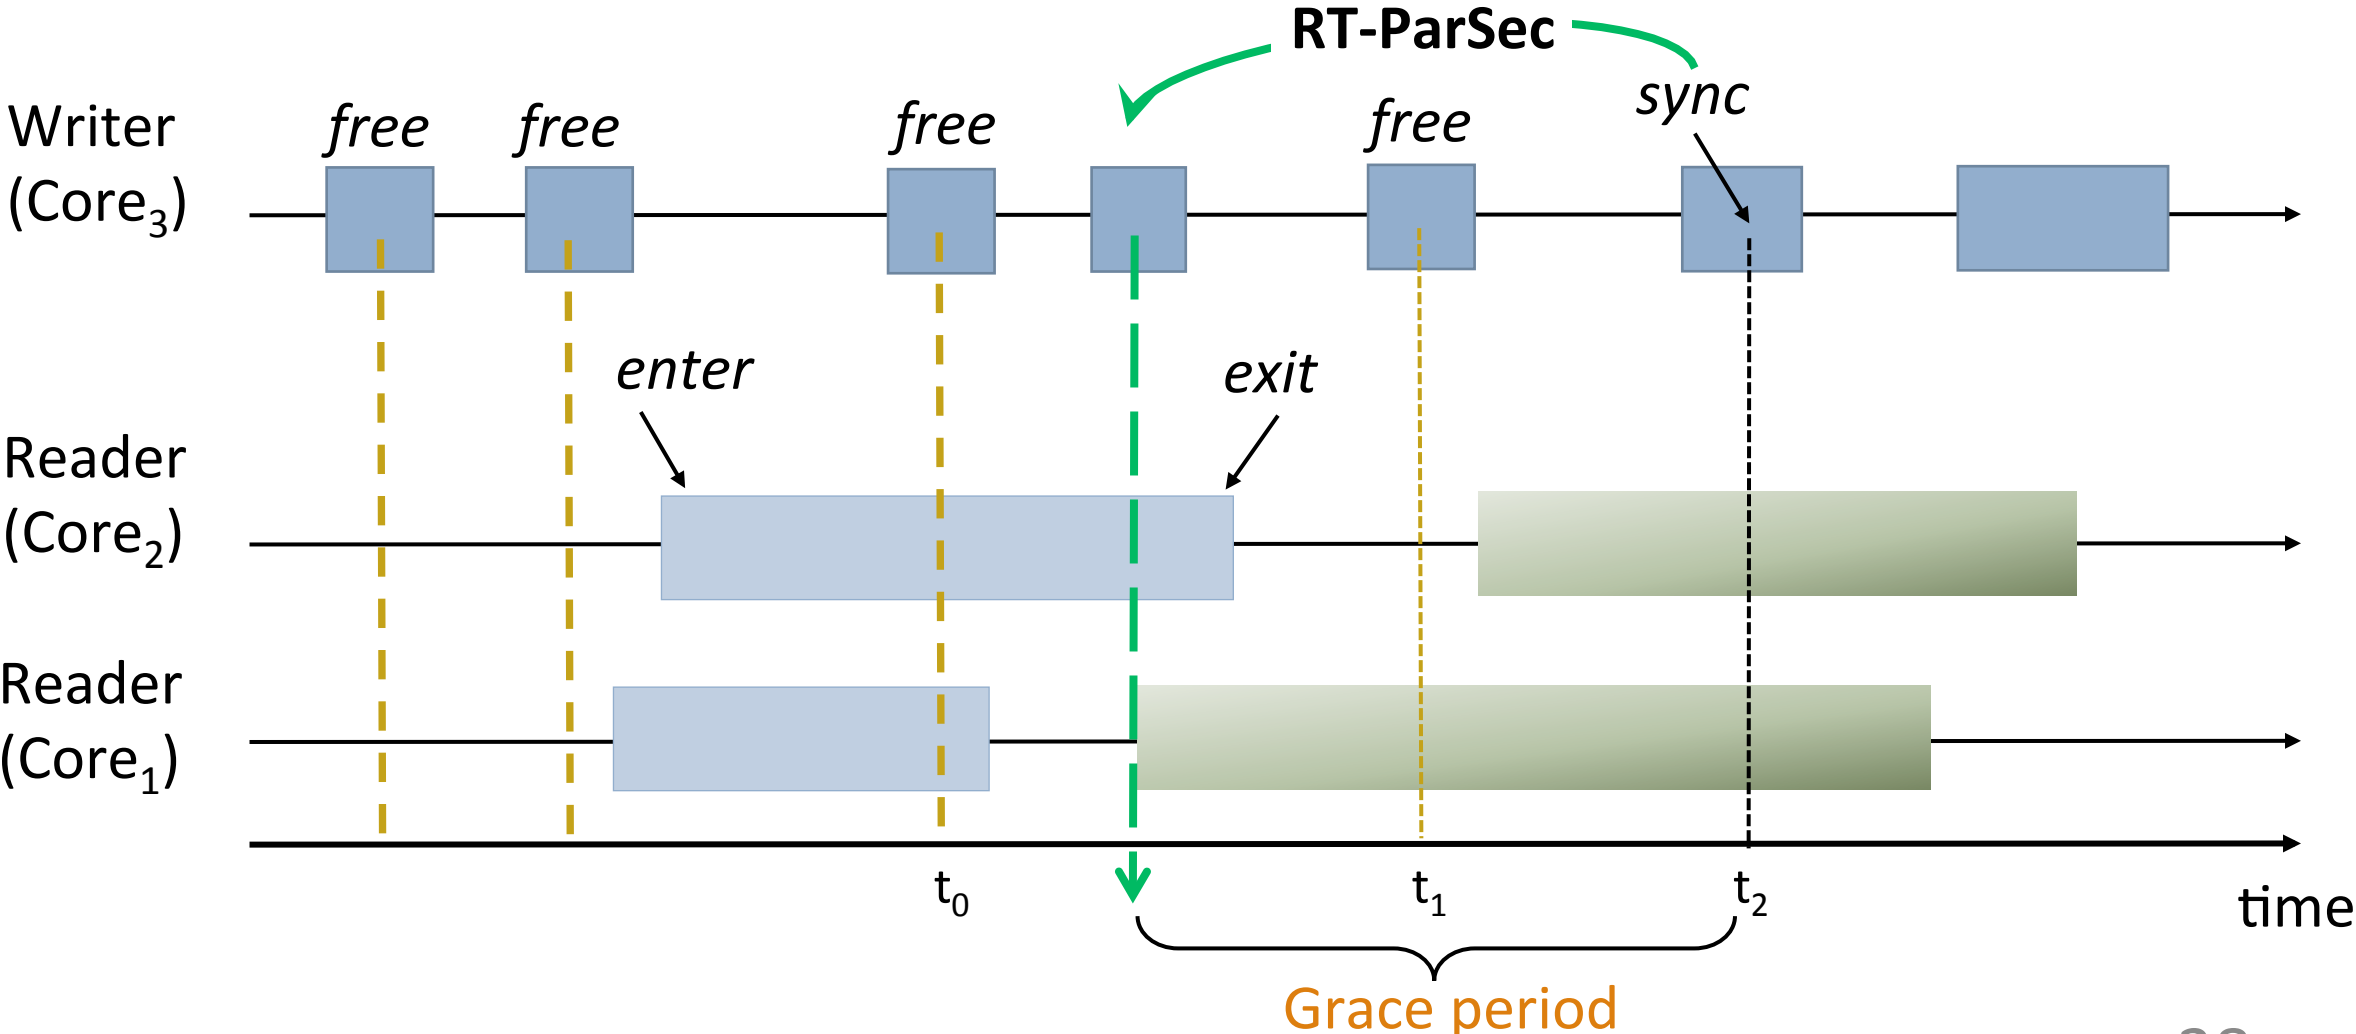 RT-ParSec
sync
Writer
(Core3)
free
free
free
free
enter
exit
Reader
(Core2)
Reader
(Core1)
t0
t1
t2
time
Grace period